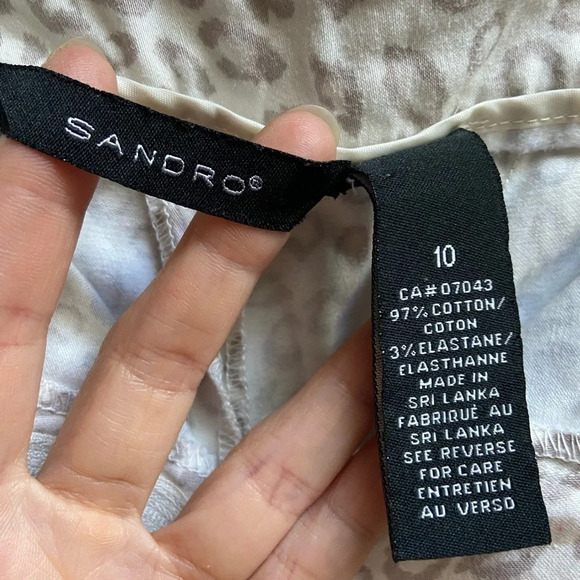 SANDRO®
10
CA# 07043
97% COTTON/
COTON
3% ELASTANE/
ELASTHANNE
MADE IN
SRI LANKA
FABRIQUÉ AU
SRI LANKA
SEE REVERSE
FOR CARE
ENTRETIEN
AU VERSO